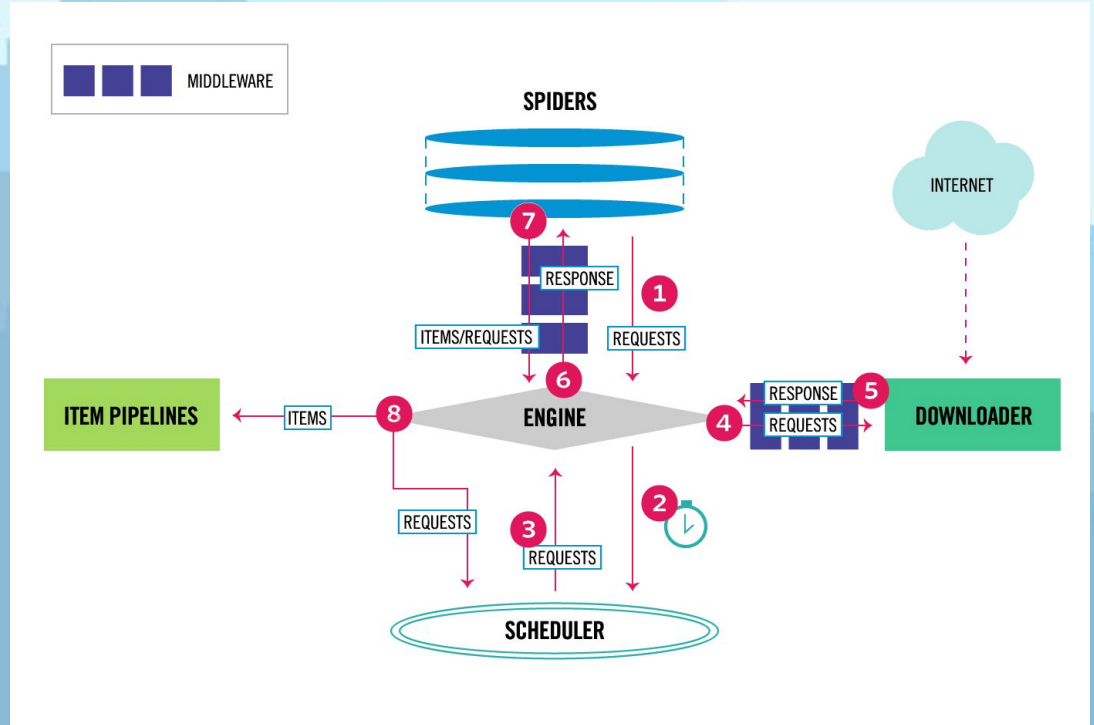 MIDDLEWARE
SPIDERS
INTERNET
7
RESPONSE
1
ITEMS/REQUESTS
REQUESTS
6
ITEM PIPELINES
ITEMS
8
ENGINE
4
RESPONSE
5
REQUESTS
DOWNLOADER
2
REQUESTS
3
REQUESTS
SCHEDULER